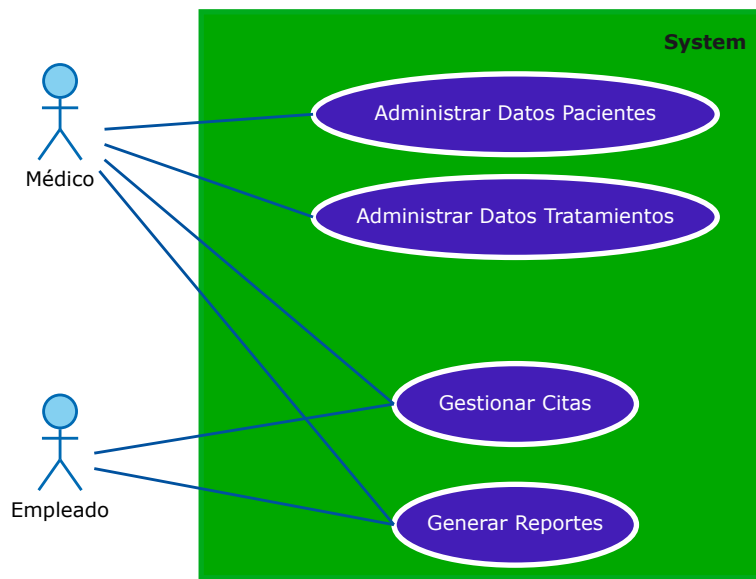 System
Administrar Datos Pacientes
Médico
Administrar Datos Tratamientos
Gestionar Citas
Empleado
Generar Reportes